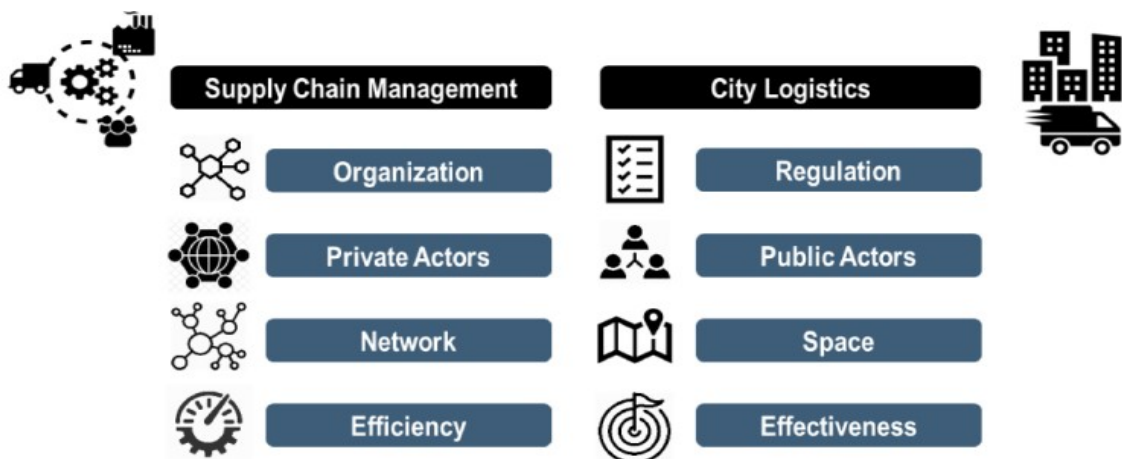 Supply Chain Management
City Logistics
Organization
Regulation
Private Actors
Public Actors
Network
Space
Efficiency
Effectiveness